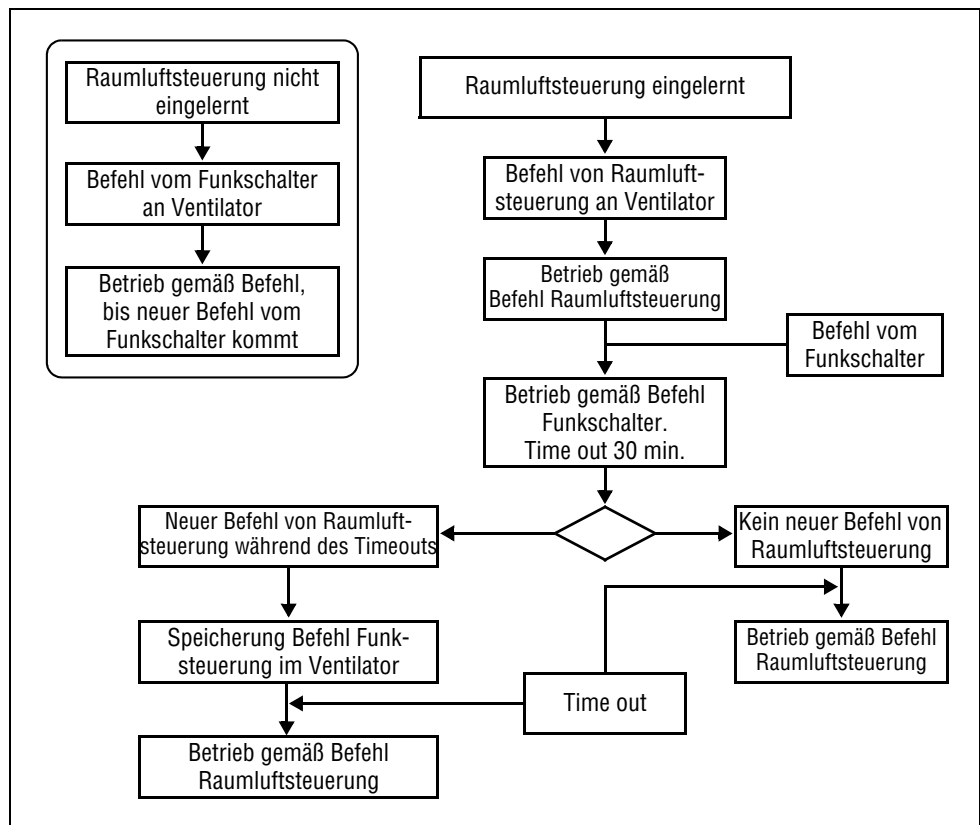 Raumluftsteuerung nicht
eingelernt
Befehl vom Funkschalter
an Ventilator
Betrieb gemäß Befehl,
bis neuer Befehl vom
Funkschalter kommt
Raumluftsteuerung eingelernt
Befehl von Raumluft-
steuerung an Ventilator
Betrieb gemäß
Befehl Raumluftsteuerung
Befehl vom
Funkschalter
Betrieb gemäß Befehl
Funkschalter.
Time out 30 min.
Neuer Befehl von Raumluft-
steuerung während des Timeouts
Kein neuer Befehl von
Raumluftsteuerung
Speicherung Befehl Funk-
steuerung im Ventilator
Betrieb gemäß Befehl
Raumluftsteuerung
Time out
Betrieb gemäß Befehl
Raumluftsteuerung